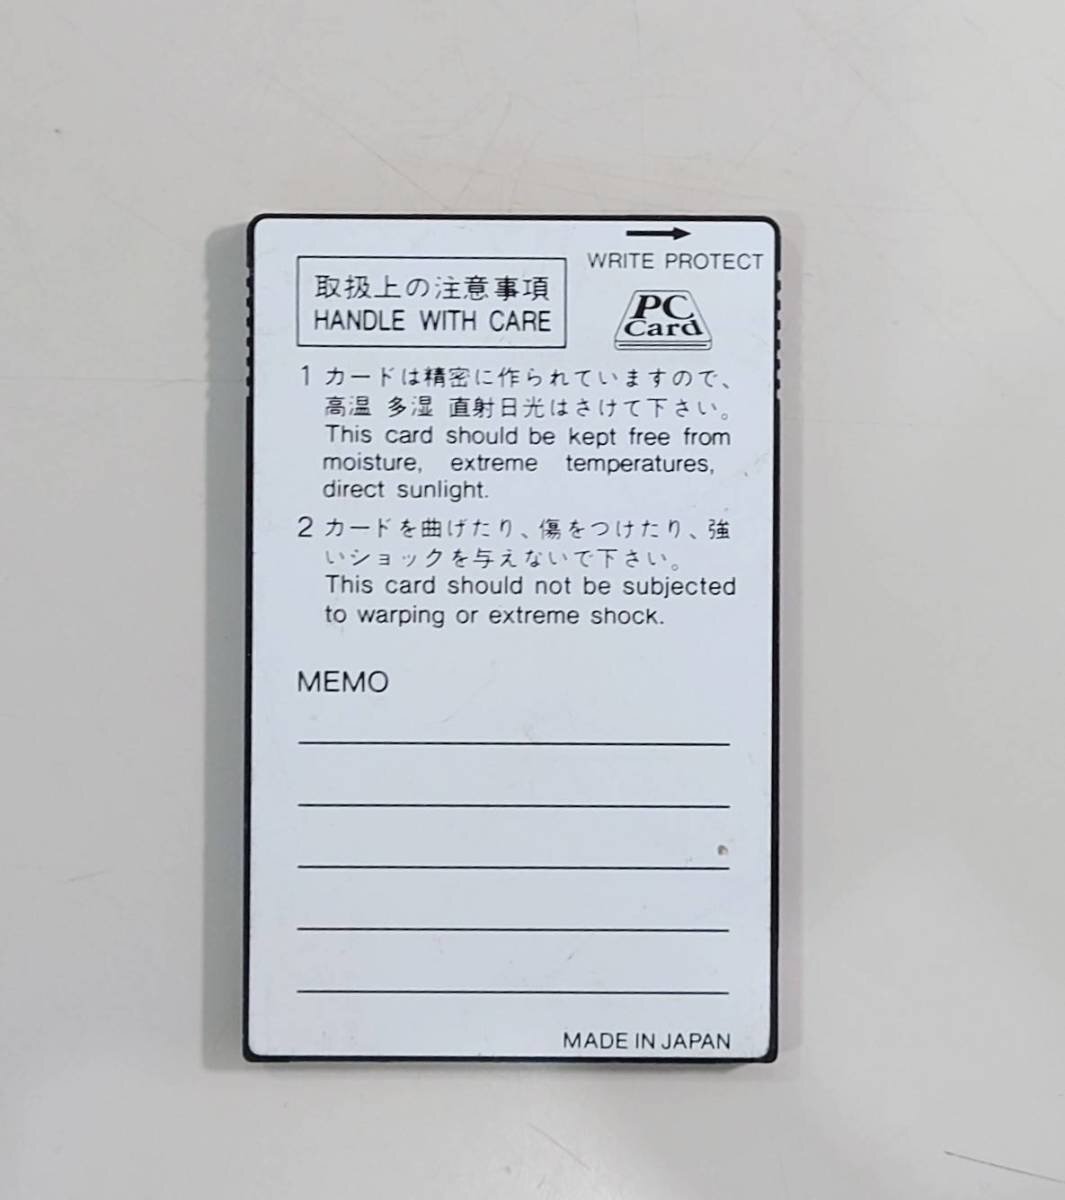 WRITE PROTECT
取扱上の注意事項
HANDLE WITH CARE
PC
Card
1 カードは精密に作られていますので、
高温 多湿 直射日光はさけて下さい。
This card should be kept free from
moisture, extreme temperatures,
direct sunlight.
2 カードを曲げたり、傷をつけたり、強
いショックを与えないで下さい。
This card should not be subjected
to warping or extreme shock.
MEMO
MADE IN JAPAN